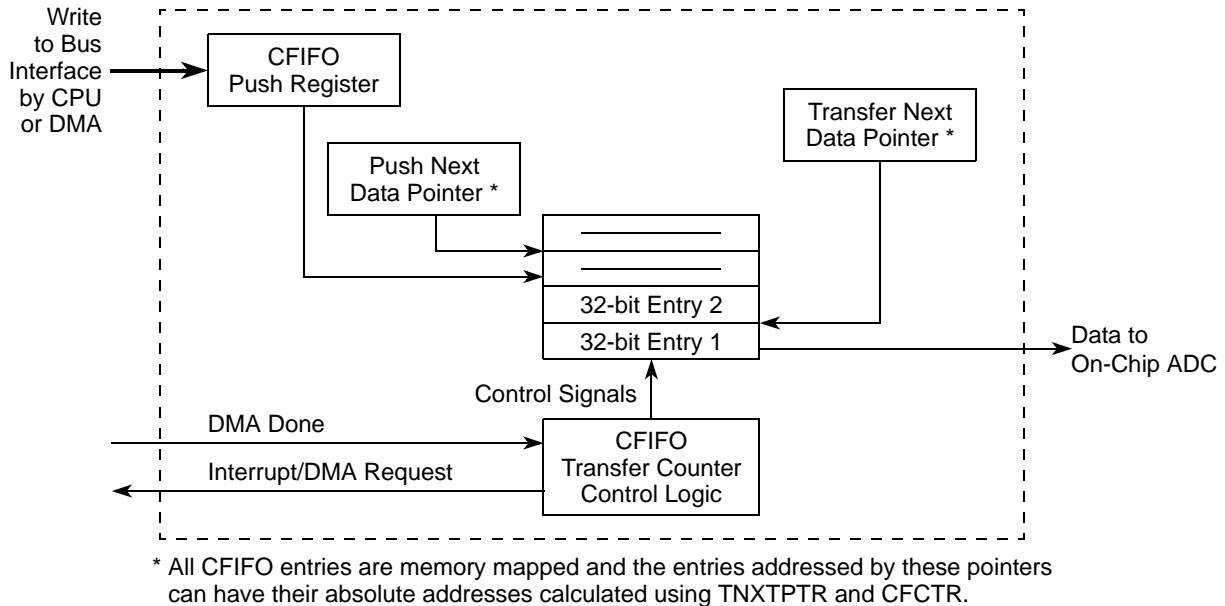 Write
to Bus
Interface
by CPU
or DMA
CFIFO
Push Register
Push Next
Data Pointer *
Transfer Next
Data Pointer *
32-bit Entry 2
32-bit Entry 1
Data to
On-Chip ADC
Control Signals
DMA Done
Interrupt/DMA Request
CFIFO
Transfer Counter
Control Logic
* All CFIFO entries are memory mapped and the entries addressed by these pointers
can have their absolute addresses calculated using TNXTPTR and CFCTR.